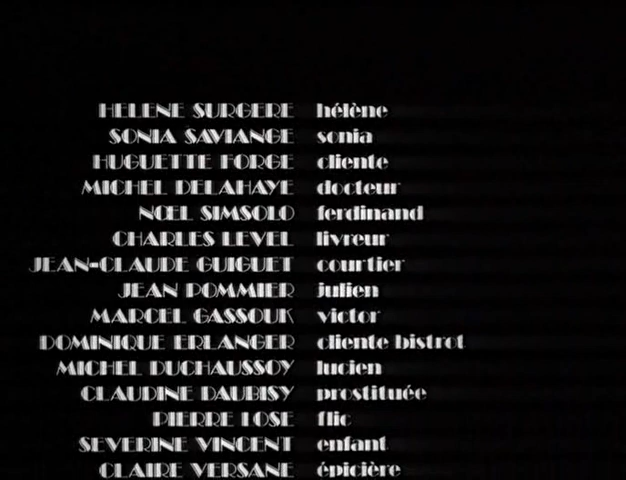 HELENE SURGERE hélène
SONIA SAVIANGE sonia
HUGUETTE FORGE cliente
MICHEL DELAHAYE docteur
NOEL SIMSOLO ferdinand
CHARLES LEVEL livreur
JEAN-CLAUDE GUIGUET courtier
JEAN POMMIER julien
MARCEL GASSOUK victor
DOMINIQUE ERLANGER cliente bistrot
MICHEL DUCHAUSSOY lucien
CLAUDINE DAUBISY prostituée
PIERRE LOSE flic
SEVERINE VINCENT enfant
CLAIRE VERSANE épicière